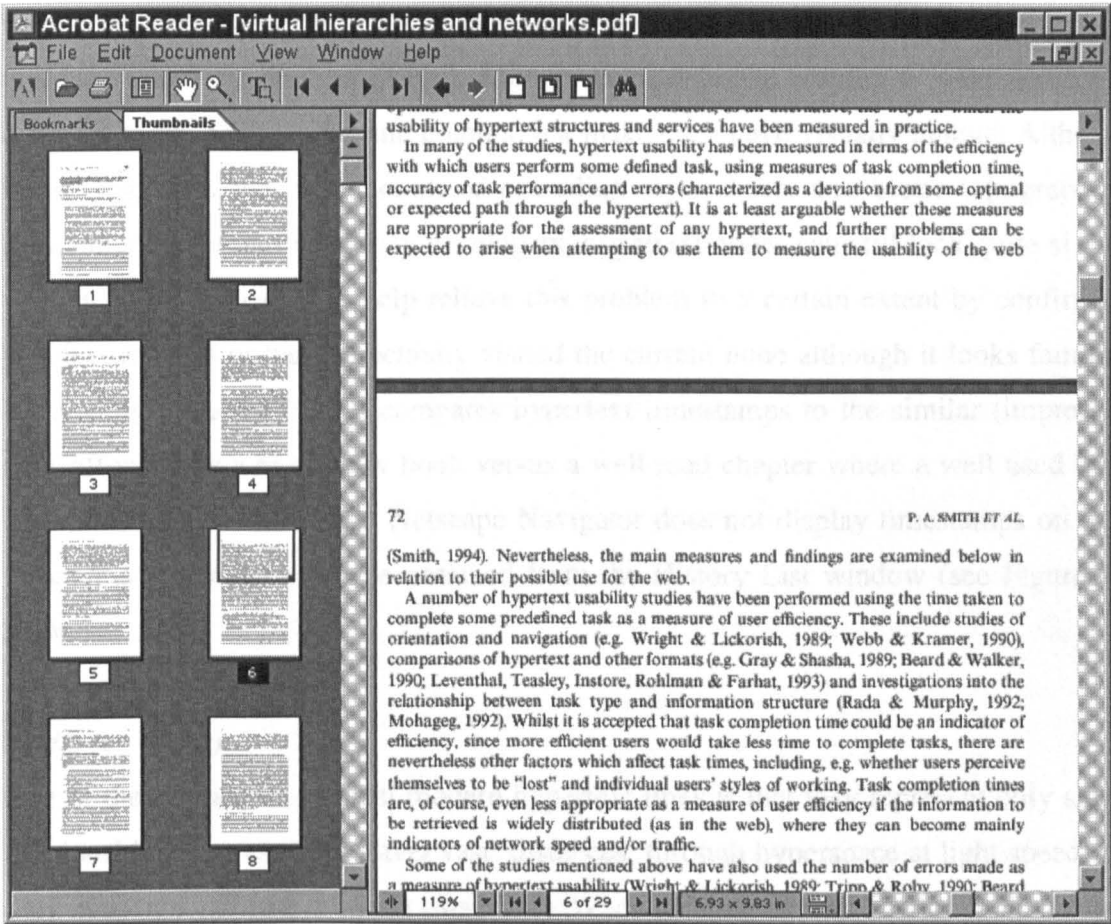 Acrobat Reader - [virtual hierarchies and networks.pdf]
File Edit Document View Window Help
Bookmarks Thumbnails
1
2
3
4
5
6
7
8
usability of hypertext structures and services have been measured in practice.
In many of the studies, hypertext usability has been measured in terms of the efficiency
with which users perform some defined task, using measures of task completion time,
accuracy of task performance and errors (characterized as a deviation from some optimal
or expected path through the hypertext). It is at least arguable whether these measures
are appropriate for the assessment of any hypertext, and further problems can be
expected to arise when attempting to use them to measure the usability of the web
72 P. A. SMITH ET AL.
(Smith, 1994). Nevertheless, the main measures and findings are examined below in
relation to their possible use for the web.
A number of hypertext usability studies have been performed using the time taken to
complete some predefined task as a measure of user efficiency. These include studies of
orientation and navigation (e.g. Wright & Lickorish, 1989; Webb & Kramer, 1990),
comparisons of hypertext and other formats (e.g. Gray & Shasha, 1989; Beard & Walker,
1990; Leventhal, Teasley, Instore, Rohlman & Farhat, 1993) and investigations into the
relationship between task type and information structure (Rada & Murphy, 1992;
Mohageg, 1992). Whilst it is accepted that task completion time could be an indicator of
efficiency, since more efficient users would take less time to complete tasks, there are
nevertheless other factors which affect task times, including, e.g. whether users perceive
themselves to be "lost" and individual users' styles of working. Task completion times
are, of course, even less appropriate as a measure of user efficiency if the information to
be retrieved is widely distributed (as in the web), where they can become mainly
indicators of network speed and/or traffic.
Some of the studies mentioned above have also used the number of errors made as
a measure of hypertext usability (Wright & Lickorish, 1989; Tripp & Roby, 1990; Beard
119% 6 of 29 6.93 x 9.83 in